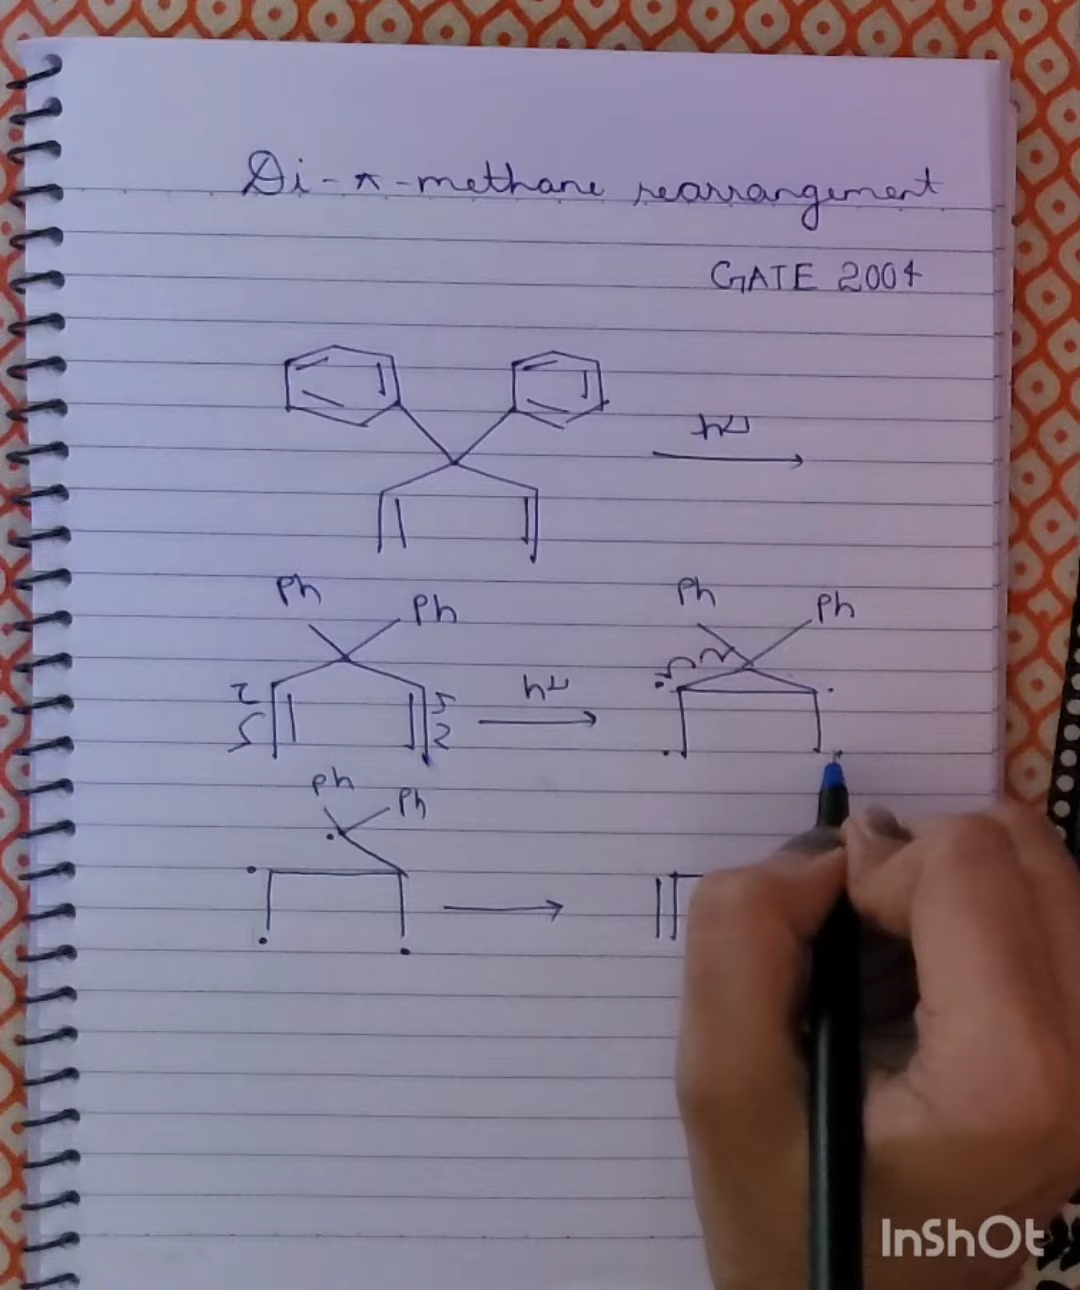 Di-π-methane rearrangement
GATE 2004
hν
Ph Ph
hν
Ph Ph
Ph Ph
InShOt